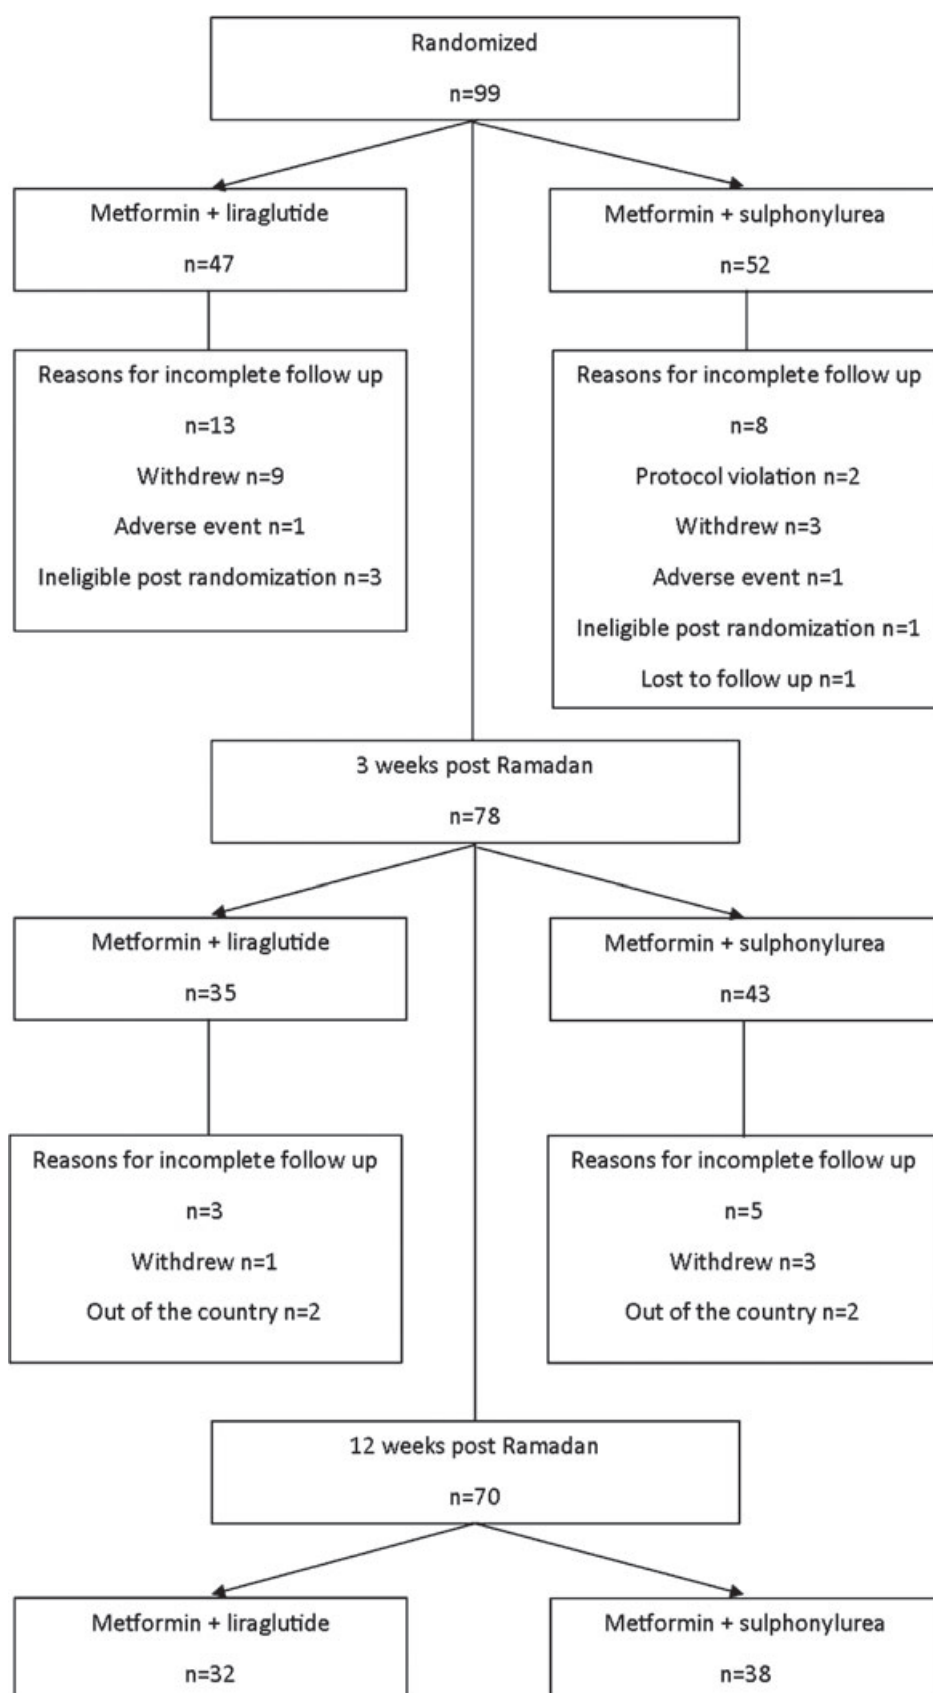 Randomized
n=99
Metformin + liraglutide
n=47
Metformin + sulphonylurea
n=52
Reasons for incomplete follow up
n=13
Withdrew n=9
Adverse event n=1
Ineligible post randomization n=3
Reasons for incomplete follow up
n=8
Protocol violation n=2
Withdrew n=3
Adverse event n=1
Ineligible post randomization n=1
Lost to follow up n=1
3 weeks post Ramadan
n=78
Metformin + liraglutide
n=35
Metformin + sulphonylurea
n=43
Reasons for incomplete follow up
n=3
Withdrew n=1
Out of the country n=2
Reasons for incomplete follow up
n=5
Withdrew n=3
Out of the country n=2
12 weeks post Ramadan
n=70
Metformin + liraglutide
n=32
Metformin + sulphonylurea
n=38